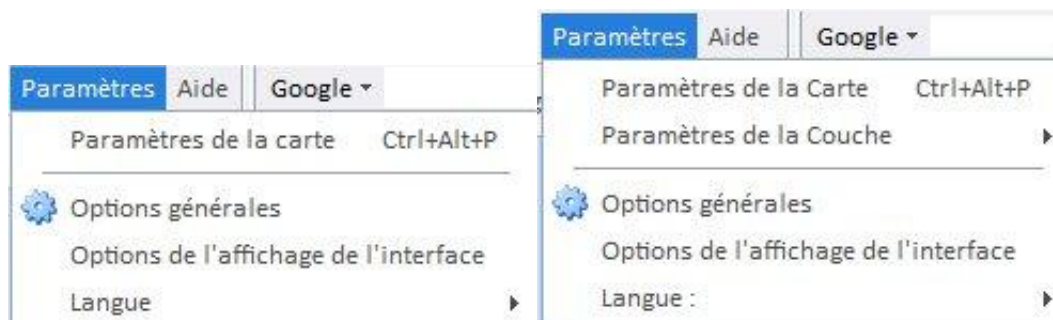 Paramètres Aide Google
Paramètres de la carte Ctrl+Alt+P
Options générales
Options de l'affichage de l'interface
Langue
Paramètres Aide Google
Paramètres de la Carte Ctrl+Alt+P
Paramètres de la Couche
Options générales
Options de l'affichage de l'interface
Langue :